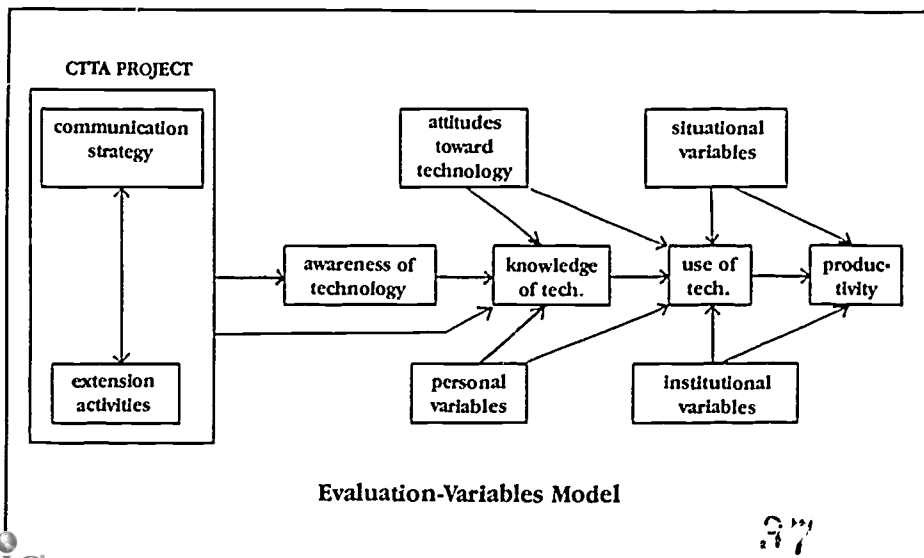 CTTA PROJECT
communication
strategy
extension
activities
awareness of
technology
attitudes
toward
technology
knowledge
of tech.
personal
variables
situational
variables
use of
tech.
institutional
variables
produc-
tivity
Evaluation-Variables Model